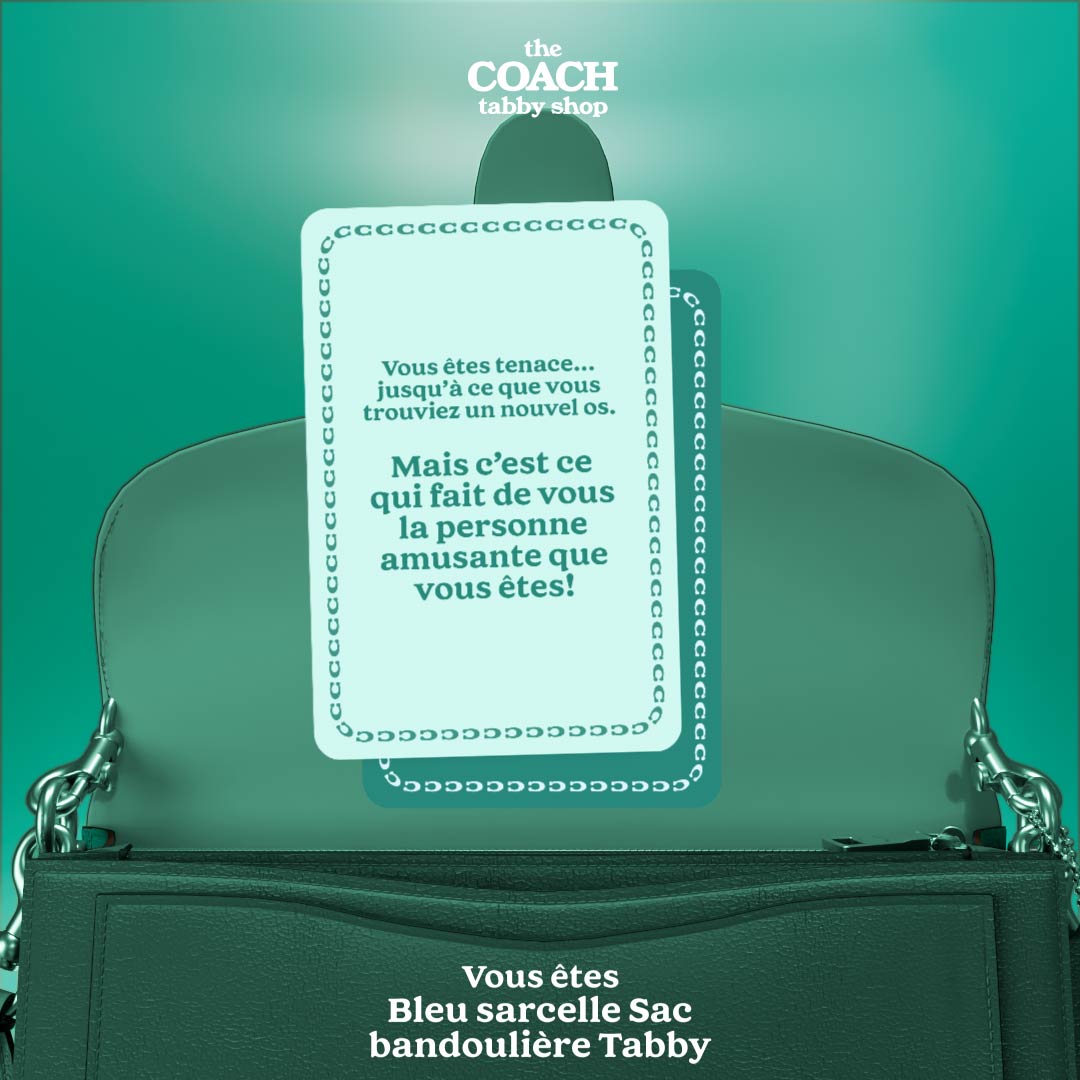 the
COACH
tabby shop
Vous êtes tenace...
jusqu'à ce que vous
trouviez un nouvel os.
Mais c'est ce
qui fait de vous
la personne
amusante que
vous êtes!
Vous êtes
Bleu sarcelle Sac
bandoulière Tabby